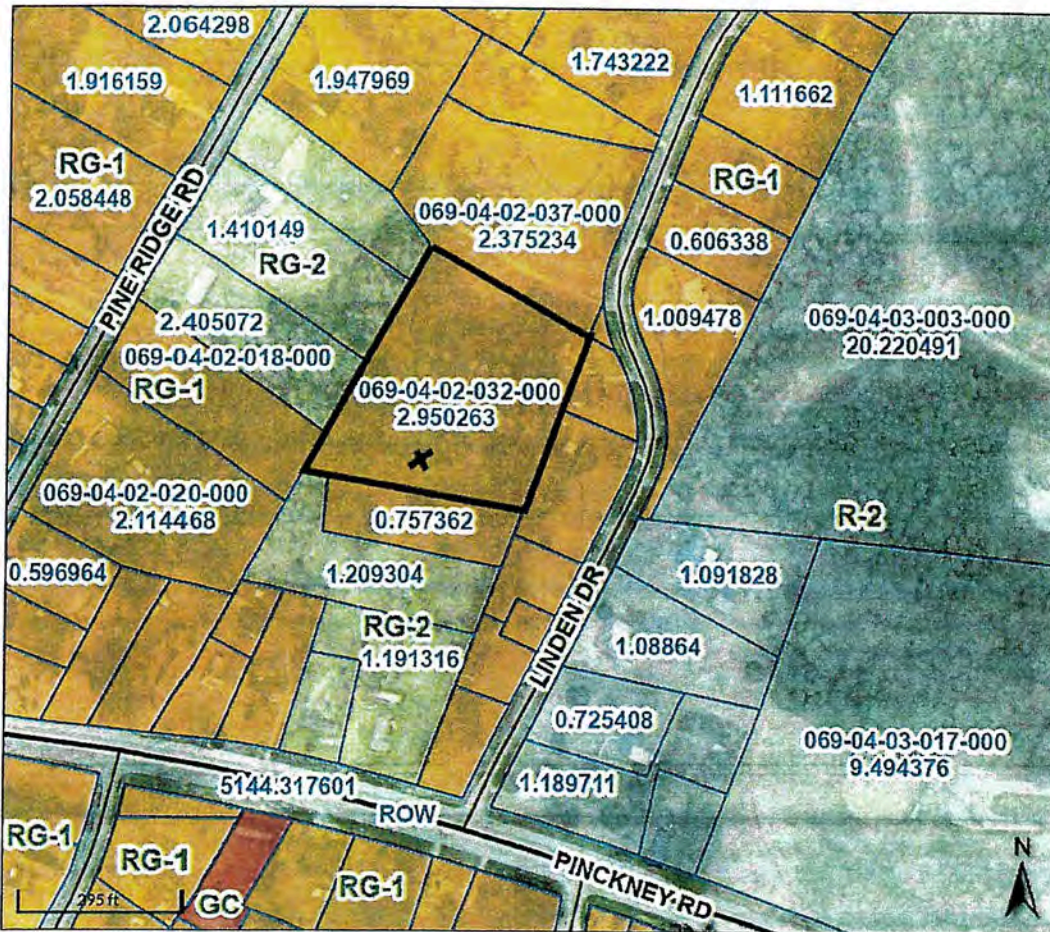 2.064298
1.916159
1.947969
1.743222
1.111662
RG-1
2.058448
PINE RIDGE RD
1.410149
RG-2
069-04-02-037-000
2.375234
RG-1
0.606338
2.405072
069-04-02-018-000
RG-1
1.009478
069-04-03-003-000
20.220491
069-04-02-032-000
2.950263
X
069-04-02-020-000
2.114468
0.757362
R-2
0.596964
1.209304
1.091828
RG-2
1.191316
LINDEN DR
1.08864
0.725408
069-04-03-017-000
9.494376
5144.317601
ROW
1.189711
RG-1
RG-1
GC
RG-1
PINCKNEY RD
295 ft
N